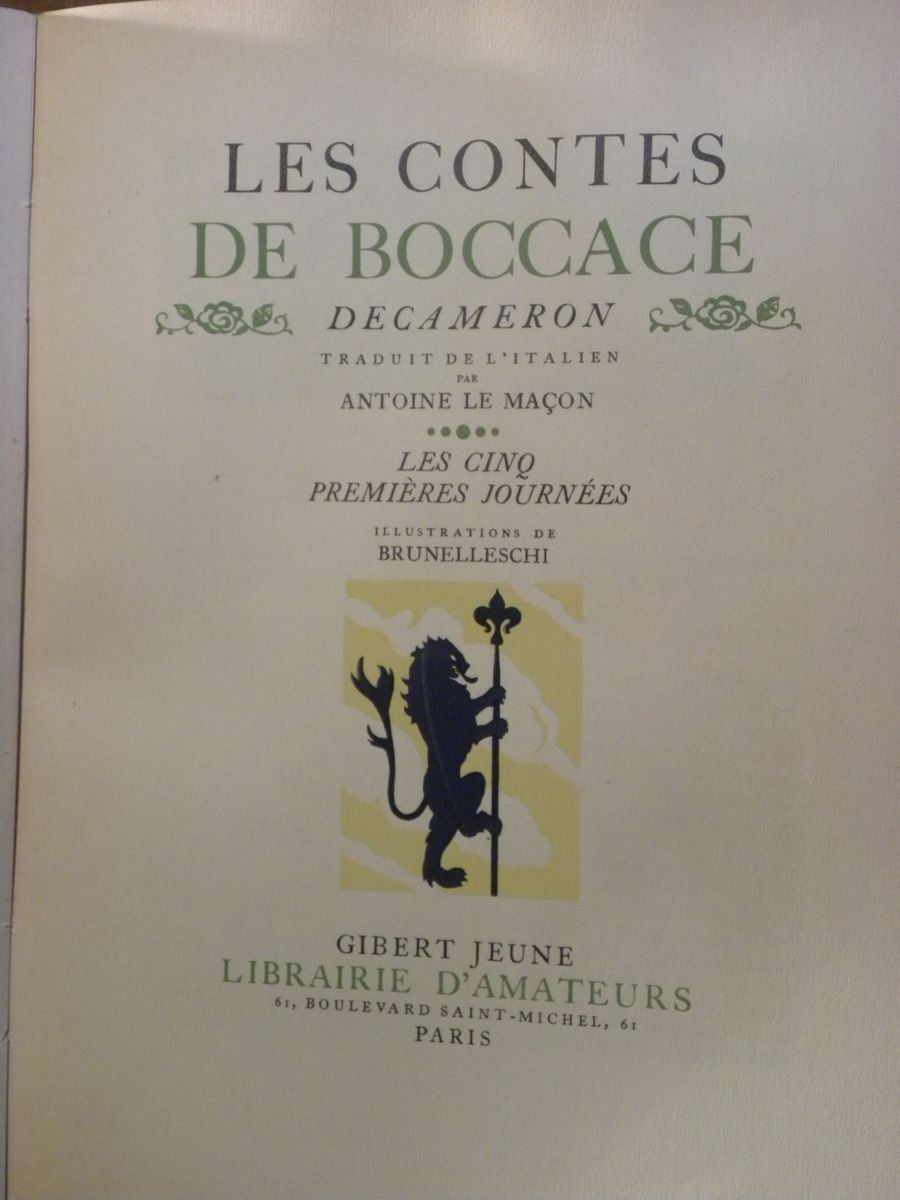 LES CONTES
DE BOCCACE
DECAMERON
TRADUIT DE L'ITALIEN
PAR
ANTOINE LE MAÇON
LES CINQ
PREMIÈRES JOURNÉES
ILLUSTRATIONS DE
BRUNELLESCHI
GIBERT JEUNE
LIBRAIRIE D'AMATEURS
61, BOULEVARD SAINT-MICHEL, 61
PARIS